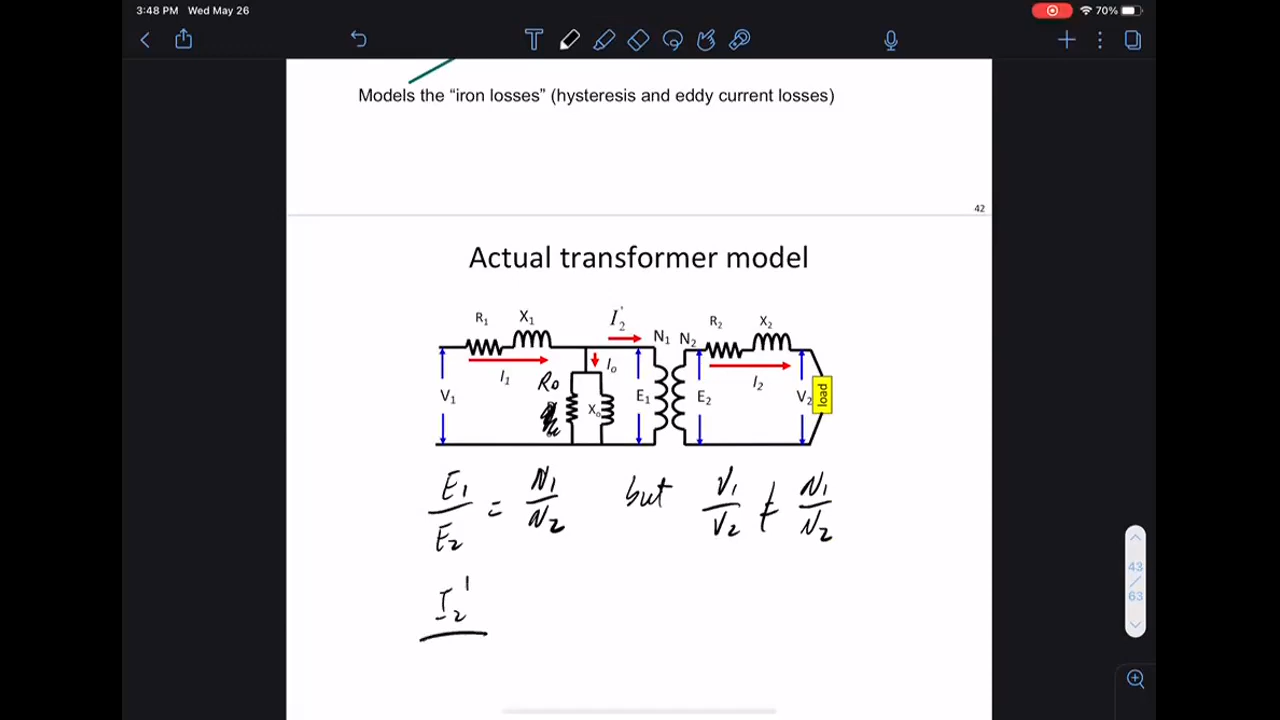 3:48 PM Wed May 26
70%
T
Models the “iron losses” (hysteresis and eddy current losses)
42
Actual transformer model
R1 X1 I2' N1 N2 R2 X2
I1 Io I2
V1 Ro Xo E1 E2 V2 load
E1/E2 = N1/N2 but V1/V2 ≠ N1/N2
I2'
43
/
63